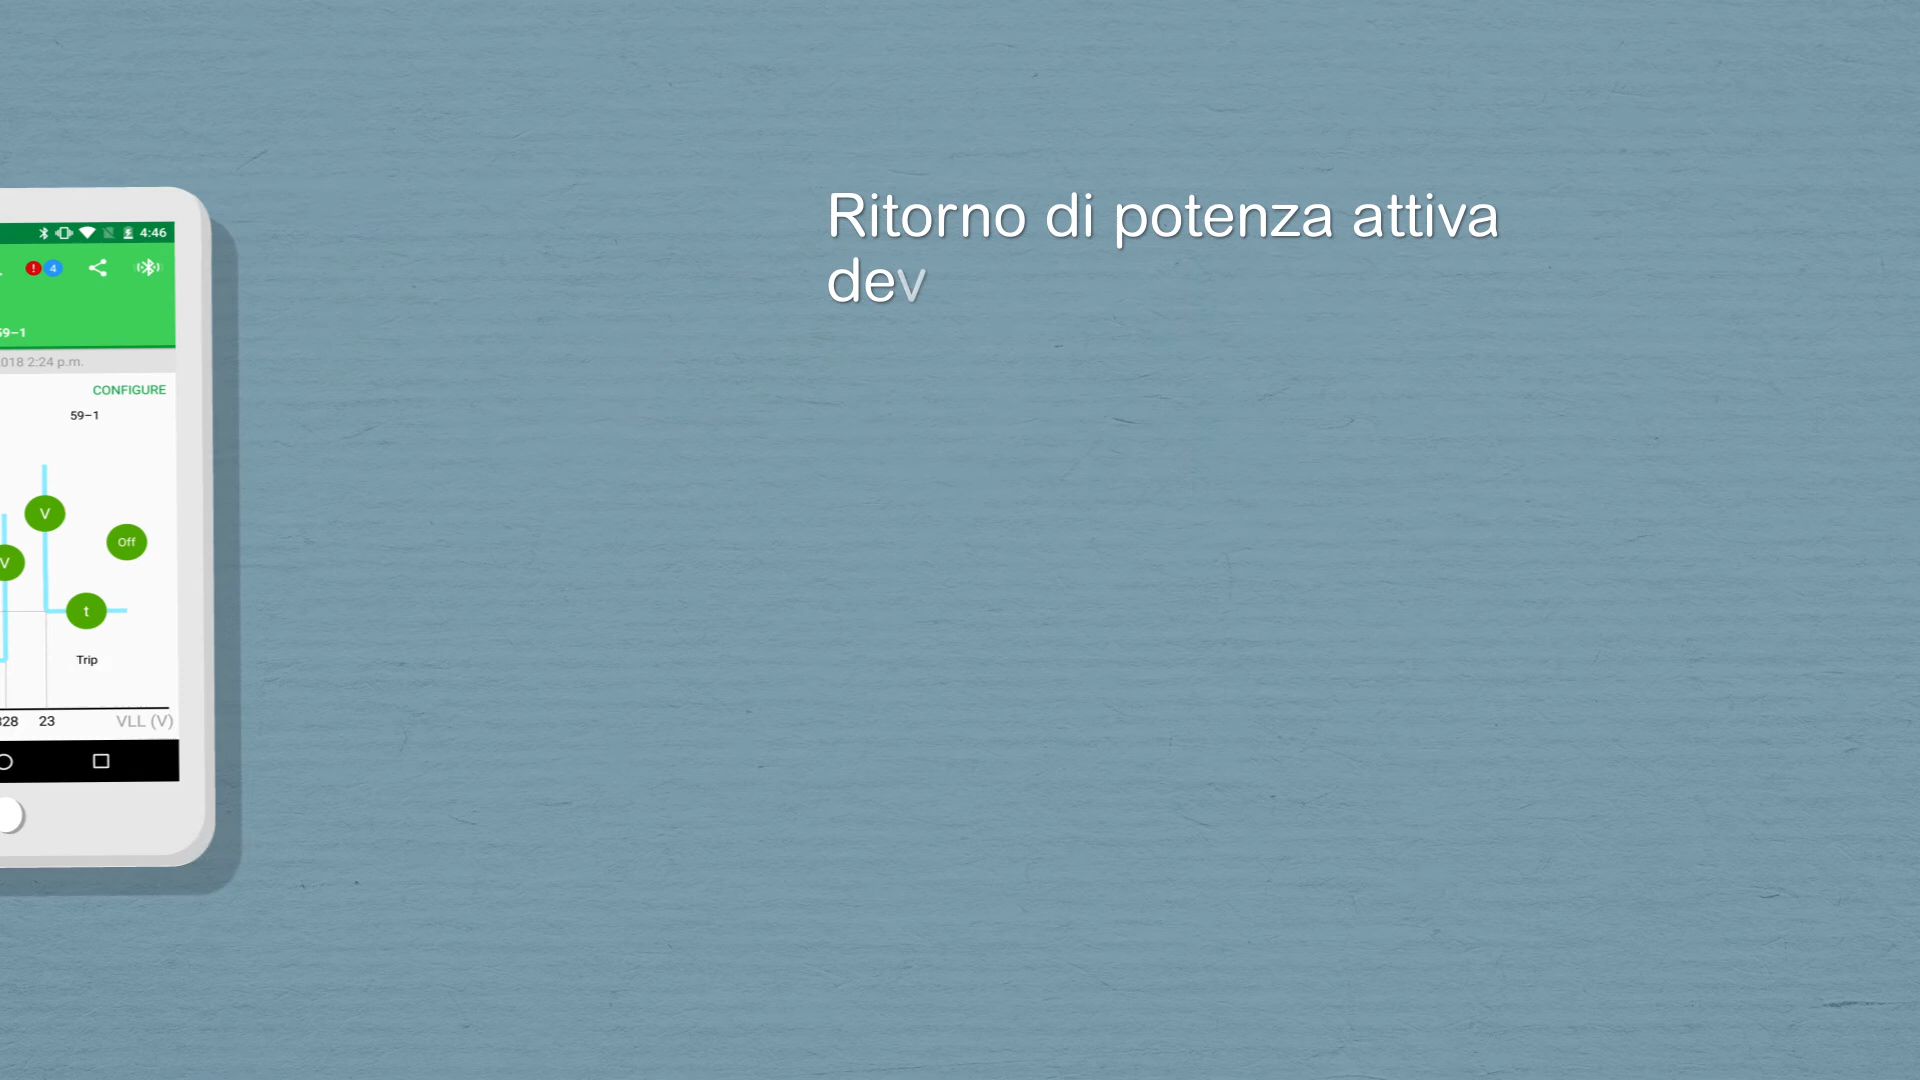 Ritorno di potenza attiva
dev
4:46
! 4
59-1
018 2:24 p.m.
CONFIGURE
59-1
V
Off
V
t
Trip
328 23 VLL (V)